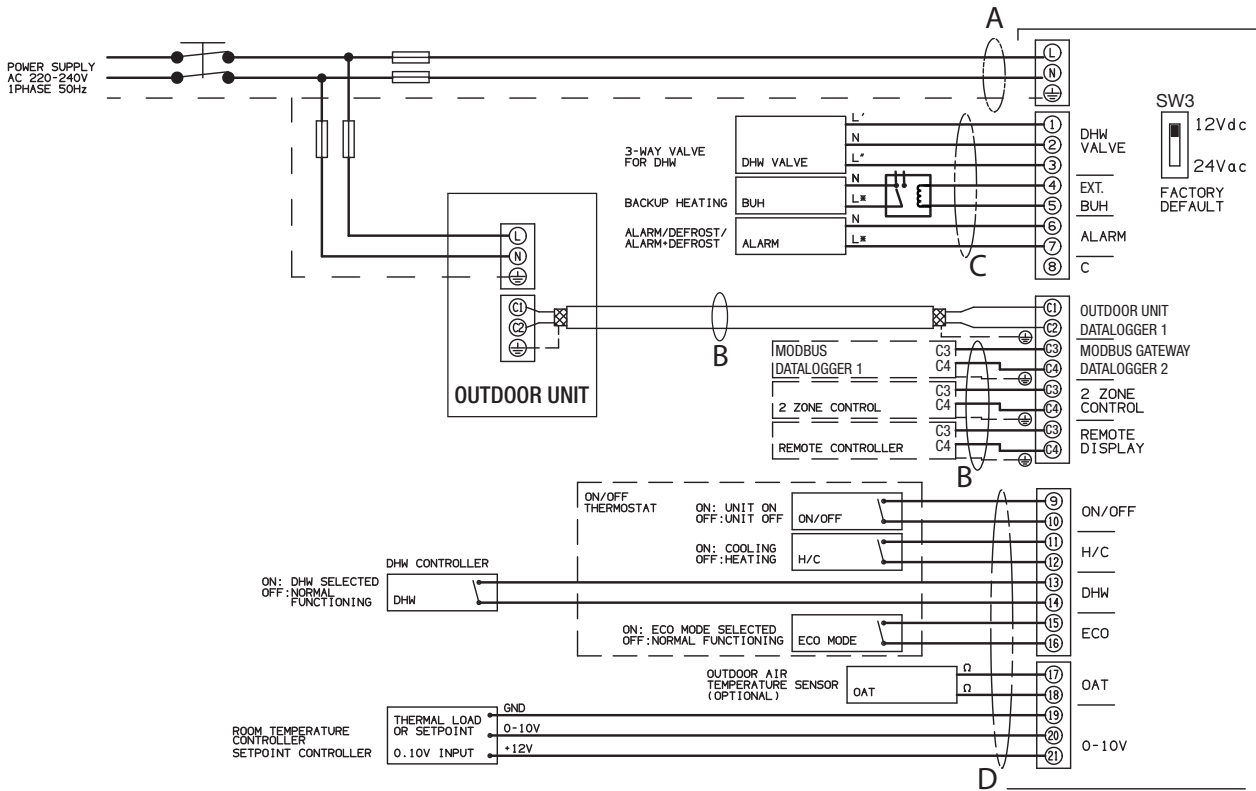 A
POWER SUPPLY
AC 220-240V
1PHASE 50Hz
L
N
SW3
12Vdc
24Vac
FACTORY
DEFAULT
3-WAY VALVE
FOR DHW
DHW VALVE
L'
N
L"
1
2
3
DHW
VALVE
BACKUP HEATING
BUH
N
L*
4
5
EXT.
BUH
ALARM/DEFROST/
ALARM+DEFROST
ALARM
N
L*
6
7
ALARM
8
C
C
L
N
C1
C2
OUTDOOR UNIT
B
C1
C2
OUTDOOR UNIT
DATALOGGER 1
MODBUS
DATALOGGER 1
C3
C4
C3
C4
MODBUS GATEWAY
DATALOGGER 2
2 ZONE CONTROL
C3
C4
C3
C4
2 ZONE
CONTROL
REMOTE CONTROLLER
C3
C4
C3
C4
REMOTE
DISPLAY
B
ON/OFF
THERMOSTAT
ON: UNIT ON
OFF:UNIT OFF
ON/OFF
9
10
ON/OFF
ON: COOLING
OFF:HEATING
H/C
11
12
H/C
DHW CONTROLLER
ON: DHW SELECTED
OFF:NORMAL
FUNCTIONING
DHW
13
14
DHW
ON: ECO MODE SELECTED
OFF:NORMAL FUNCTIONING
ECO MODE
15
16
ECO
OUTDOOR AIR
TEMPERATURE SENSOR
(OPTIONAL)
OAT
Ω
Ω
17
18
OAT
ROOM TEMPERATURE
CONTROLLER
SETPOINT CONTROLLER
THERMAL LOAD
OR SETPOINT
0.10V INPUT
GND
0-10V
+12V
19
20
21
0-10V
D